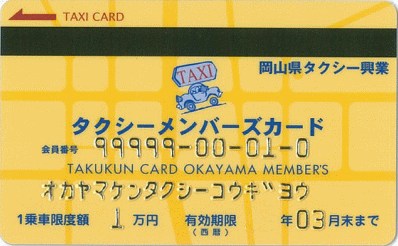 TAXI CARD
TAXI
岡山県タクシー興業
タクシーメンバーズカード
会員番号 99999-00-01-0
TAKUKUN CARD OKAYAMA MEMBER'S
オカヤマケンタクシーコウギヨウ
1乗車限度額 1 万円 有効期限 年 03 月末まで
(西暦)